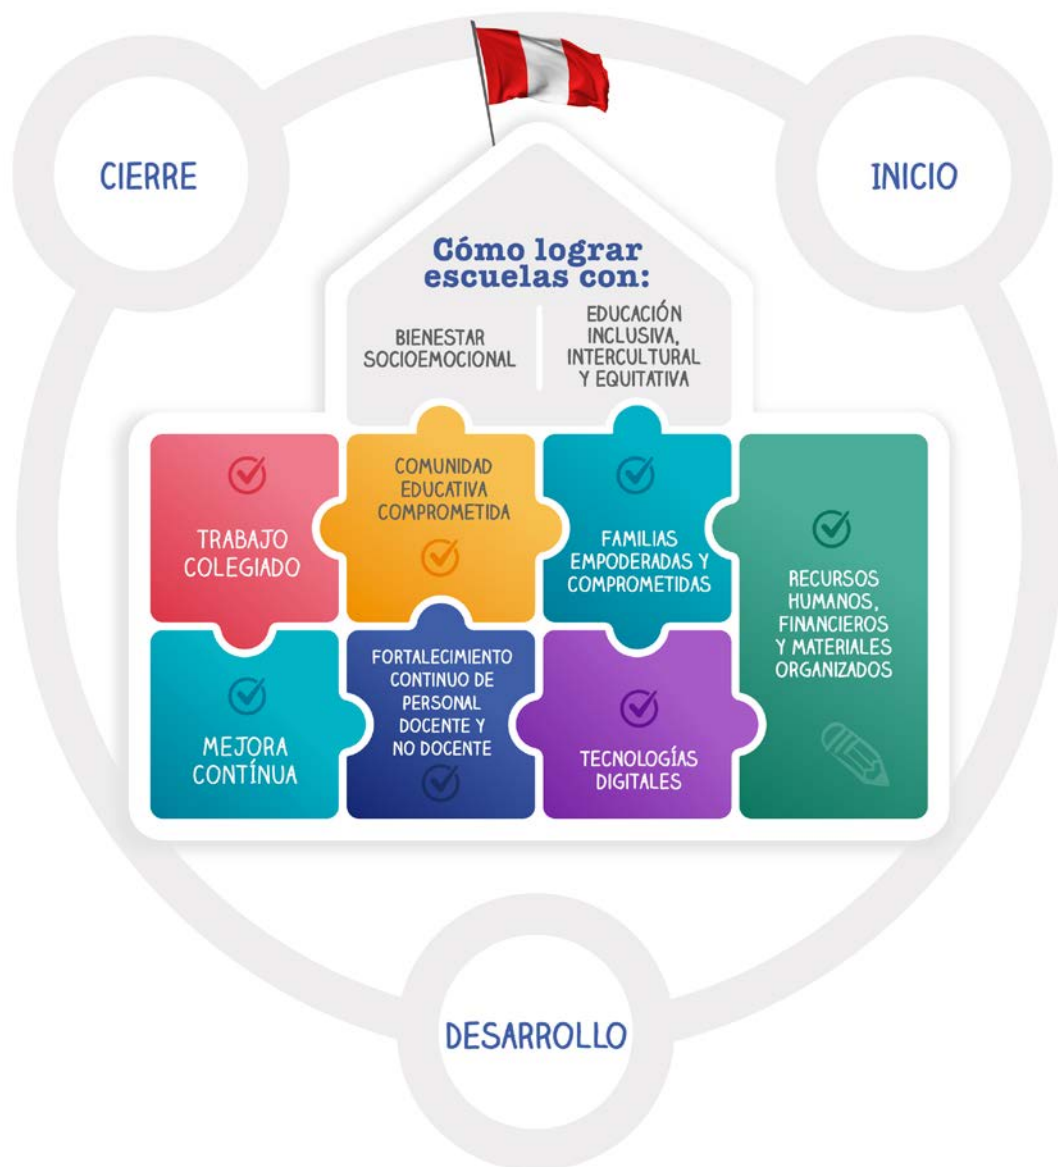 CIERRE
INICIO
Cómo lograr
escuelas con:
BIENESTAR
SOCIOEMOCIONAL
EDUCACIÓN
INCLUSIVA,
INTERCULTURAL
Y EQUITATIVA
TRABAJO
COLEGIADO
COMUNIDAD
EDUCATIVA
COMPROMETIDA
FAMILIAS
EMPODERADAS Y
COMPROMETIDAS
RECURSOS
HUMANOS,
FINANCIEROS
Y MATERIALES
ORGANIZADOS
MEJORA
CONTÍNUA
FORTALECIMIENTO
CONTINUO DE
PERSONAL
DOCENTE Y
NO DOCENTE
TECNOLOGÍAS
DIGITALES
DESARROLLO